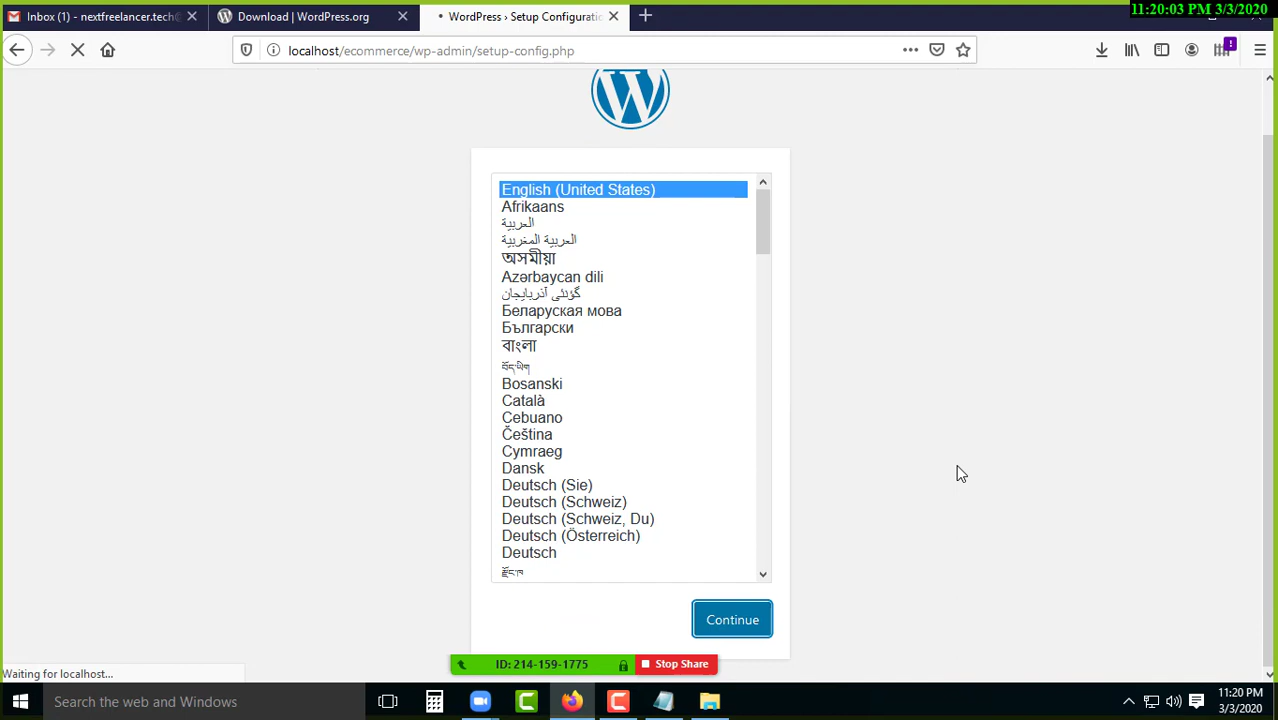 11:20:03 PM 3/3/2020
Inbox (1) - nextfreelancer.tech@
Download | WordPress.org
WordPress › Setup Configuratio
localhost/ecommerce/wp-admin/setup-config.php
English (United States)
Afrikaans
العربية
العربية المغربية
অসমীয়া
Azərbaycan dili
گؤنئی آذربایجان
Беларуская мова
Български
বাংলা
བོད་ཡིག
Bosanski
Català
Cebuano
Čeština
Cymraeg
Dansk
Deutsch (Sie)
Deutsch (Schweiz)
Deutsch (Schweiz, Du)
Deutsch (Österreich)
Deutsch
རྫོང་ཁ
Continue
ID: 214-159-1775
Stop Share
Waiting for localhost...
Search the web and Windows
11:20 PM
3/3/2020